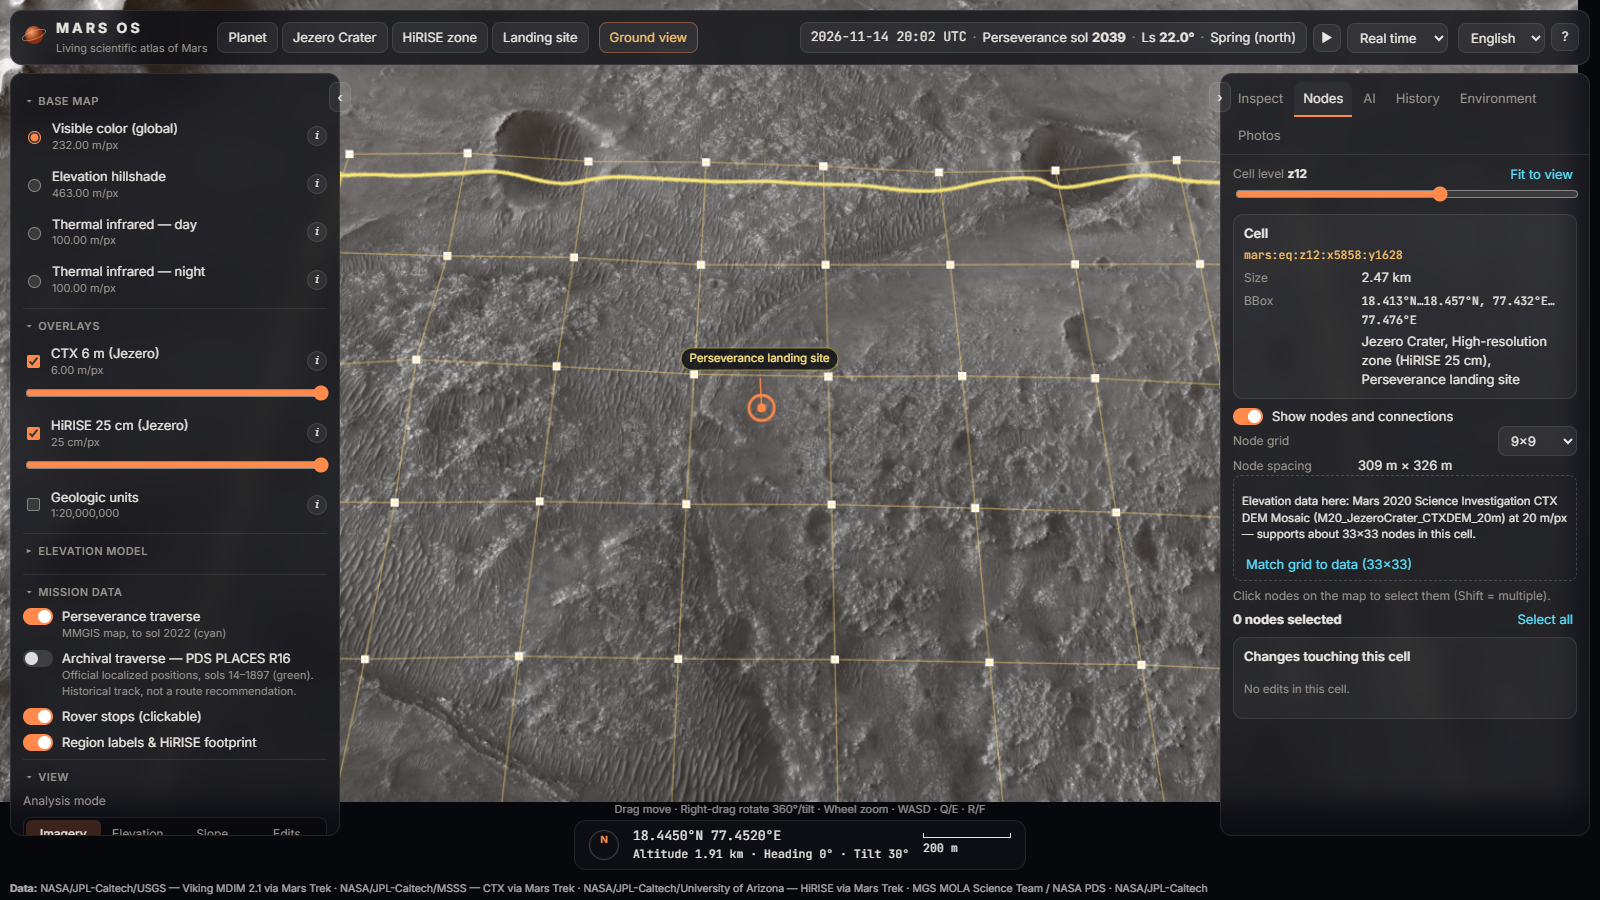 MARS OS
Living scientific atlas of Mars
Planet
Jezero Crater
HiRISE zone
Landing site
Ground view
2026-11-14 20:02 UTC · Perseverance sol 2039 · Ls 22.0° · Spring (north)
Real time
English
?
BASE MAP
Visible color (global)
232.00 m/px
Elevation hillshade
463.00 m/px
Thermal infrared — day
100.00 m/px
Thermal infrared — night
100.00 m/px
OVERLAYS
CTX 6 m (Jezero)
6.00 m/px
HiRISE 25 cm (Jezero)
25 cm/px
Geologic units
1:20,000,000
ELEVATION MODEL
MISSION DATA
Perseverance traverse
MMGIS map, to sol 2022 (cyan)
Archival traverse — PDS PLACES R16
Official localized positions, sols 14–1897 (green).
Historical track, not a route recommendation.
Rover stops (clickable)
Region labels & HiRISE footprint
VIEW
Analysis mode
Imagery
Elevation
Slope
Edits
Perseverance landing site
Inspect
Nodes
AI
History
Environment
Photos
Cell level z12
Fit to view
Cell
mars:eq:z12:x5858:y1628
Size 2.47 km
BBox 18.413°N…18.457°N, 77.432°E…
77.476°E
Jezero Crater, High-resolution
zone (HiRISE 25 cm),
Perseverance landing site
Show nodes and connections
Node grid
9×9
Node spacing 309 m × 326 m
Elevation data here: Mars 2020 Science Investigation CTX
DEM Mosaic (M20_JezeroCrater_CTXDEM_20m) at 20 m/px
— supports about 33×33 nodes in this cell.
Match grid to data (33×33)
Click nodes on the map to select them (Shift = multiple).
0 nodes selected
Select all
Changes touching this cell
No edits in this cell.
Drag move · Right-drag rotate 360°/tilt · Wheel zoom · WASD · Q/E · R/F
N
18.4450°N 77.4520°E
Altitude 1.91 km · Heading 0° · Tilt 30°
200 m
Data: NASA/JPL-Caltech/USGS — Viking MDIM 2.1 via Mars Trek · NASA/JPL-Caltech/MSSS — CTX via Mars Trek · NASA/JPL-Caltech/University of Arizona — HiRISE via Mars Trek · MGS MOLA Science Team / NASA PDS · NASA/JPL-Caltech